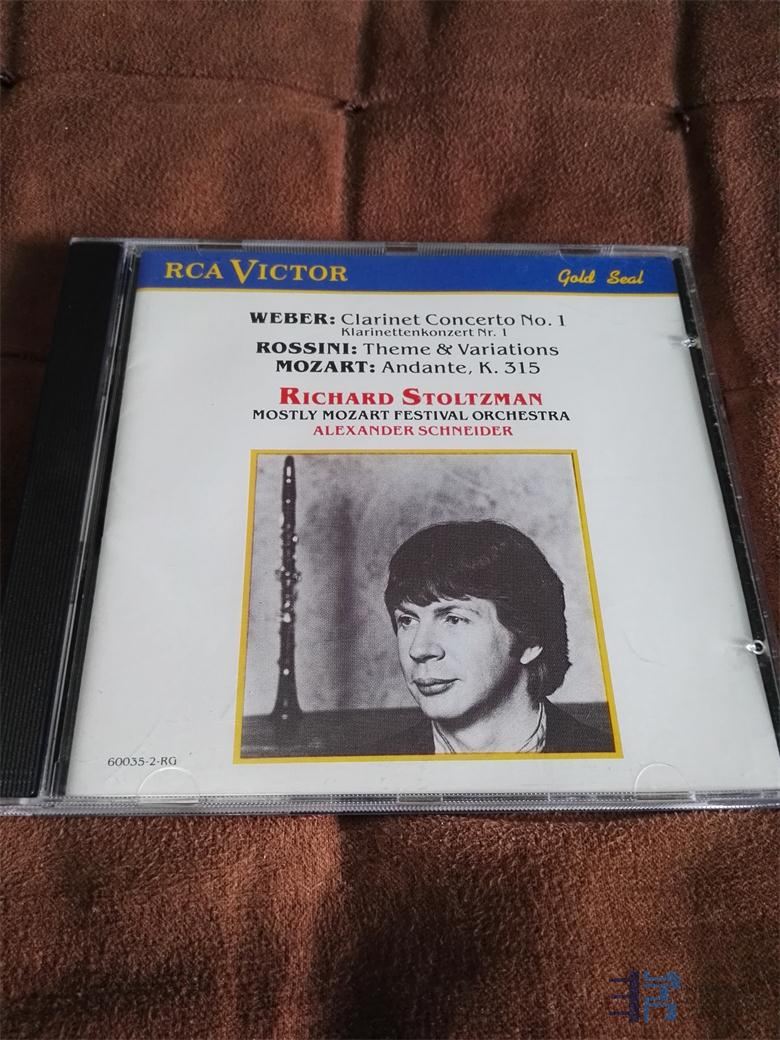 RCA VICTOR Gold Seal
WEBER: Clarinet Concerto No. 1
Klarinettenkonzert Nr. 1
ROSSINI: Theme & Variations
MOZART: Andante, K. 315
RICHARD STOLTZMAN
MOSTLY MOZART FESTIVAL ORCHESTRA
ALEXANDER SCHNEIDER
60035-2-RG